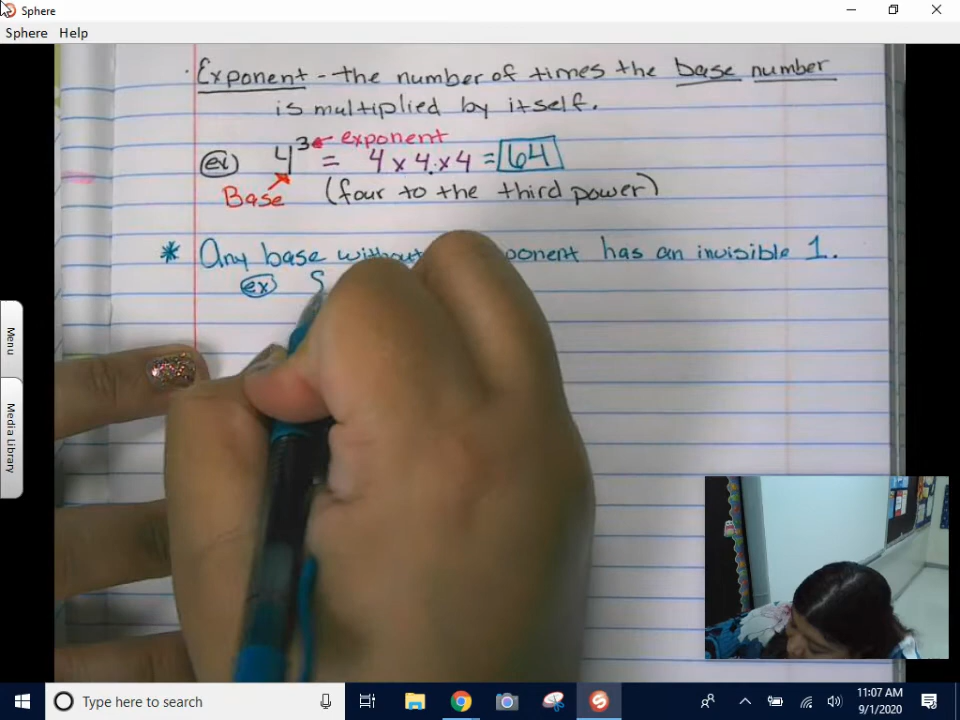 Sphere
Sphere Help
Exponent - the number of times the base number
is multiplied by itself.
ex) 4³ ← exponent = 4 x 4 x 4 = 64
Base (four to the third power)
* Any base without ponent has an invisible 1.
ex
Menu
Media Library
Type here to search
11:07 AM
9/1/2020